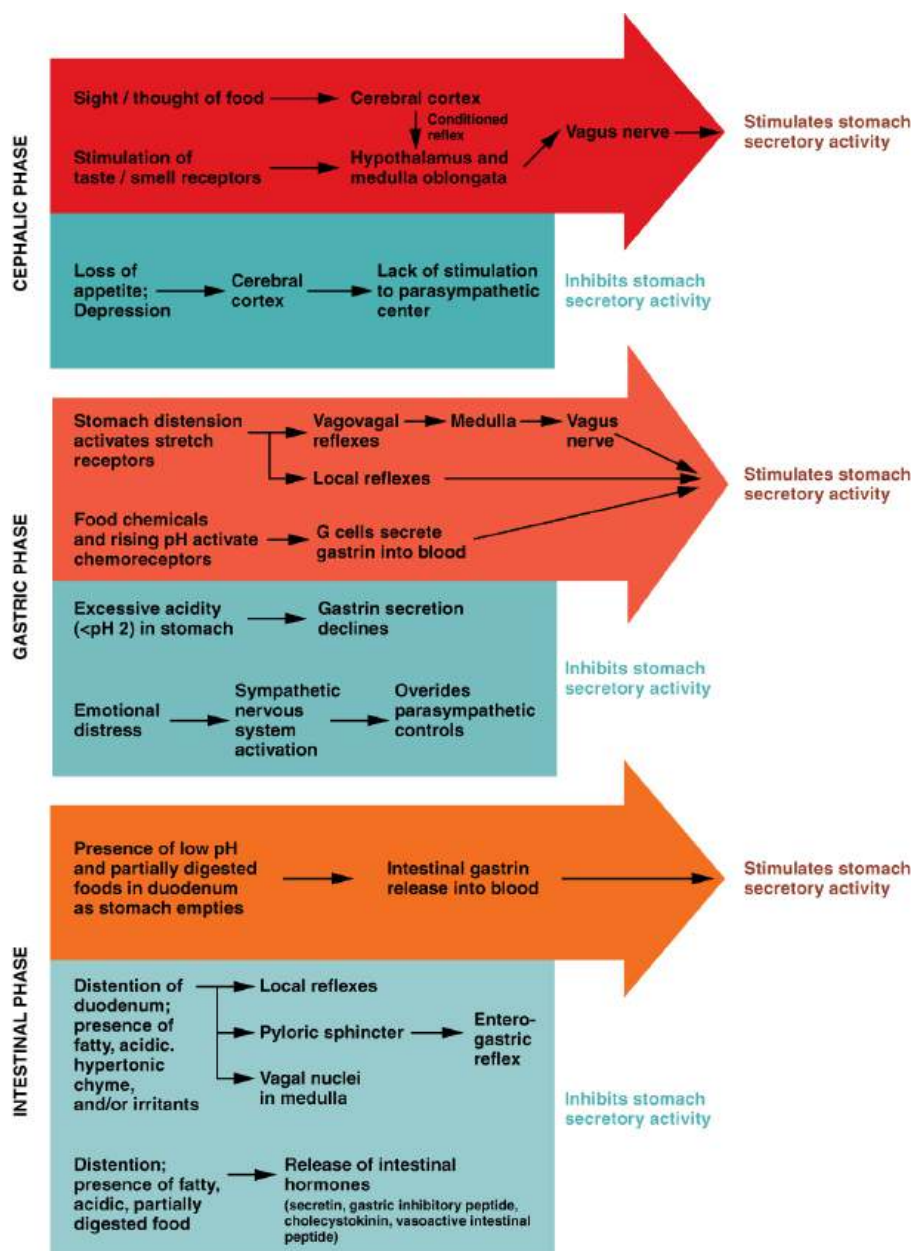 CEPHALIC PHASE
Sight / thought of food
Cerebral cortex
Conditioned
reflex
Vagus nerve
Stimulation of
taste / smell receptors
Hypothalamus and
medulla oblongata
Stimulates stomach
secretory activity
Loss of
appetite;
Depression
Cerebral
cortex
Lack of stimulation
to parasympathetic
center
Inhibits stomach
secretory activity
GASTRIC PHASE
Stomach distension
activates stretch
receptors
Vagovagal
reflexes
Medulla
Vagus
nerve
Local reflexes
Food chemicals
and rising pH activate
chemoreceptors
G cells secrete
gastrin into blood
Stimulates stomach
secretory activity
Excessive acidity
(<pH 2) in stomach
Gastrin secretion
declines
Emotional
distress
Sympathetic
nervous
system
activation
Overides
parasympathetic
controls
Inhibits stomach
secretory activity
INTESTINAL PHASE
Presence of low pH
and partially digested
foods in duodenum
as stomach empties
Intestinal gastrin
release into blood
Stimulates stomach
secretory activity
Distention of
duodenum;
presence of
fatty, acidic.
hypertonic
chyme,
and/or irritants
Local reflexes
Pyloric sphincter
Entero-
gastric
reflex
Vagal nuclei
in medulla
Distention;
presence of fatty,
acidic, partially
digested food
Release of intestinal
hormones
(secretin, gastric inhibitory peptide,
cholecystokinin, vasoactive intestinal
peptide)
Inhibits stomach
secretory activity